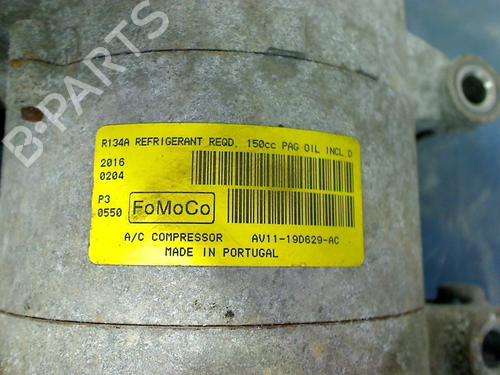 R134A REFRIGERANT REQD, 150cc PAG OIL INCL.D
2016
0204
P3
0550
FoMoCo
A/C COMPRESSOR AV11-19D629-AC
MADE IN PORTUGAL
B-PARTS